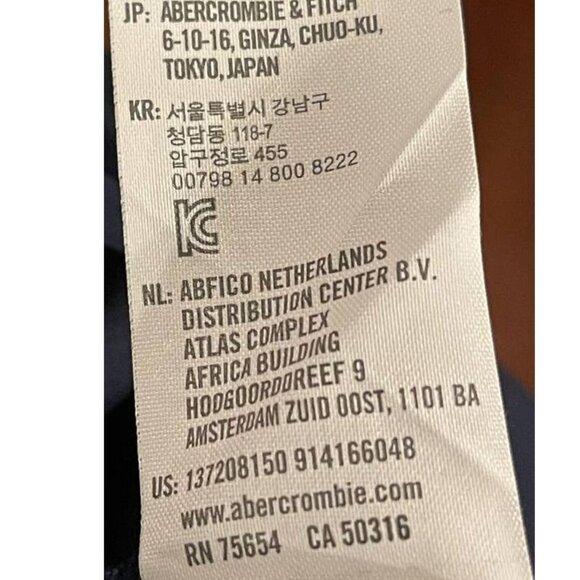 JP: ABERCROMBIE & FITCH
6-10-16, GINZA, CHUO-KU,
TOKYO, JAPAN
KR: 서울특별시 강남구
청담동 118-7
압구정로 455
00798 14 800 8222
KC
NL: ABFICO NETHERLANDS
DISTRIBUTION CENTER B.V.
ATLAS COMPLEX
AFRICA BUILDING
HOOGOORDDREEF 9
AMSTERDAM ZUID OOST, 1101 BA
US: 137208150 914166048
www.abercrombie.com
RN 75654 CA 50316